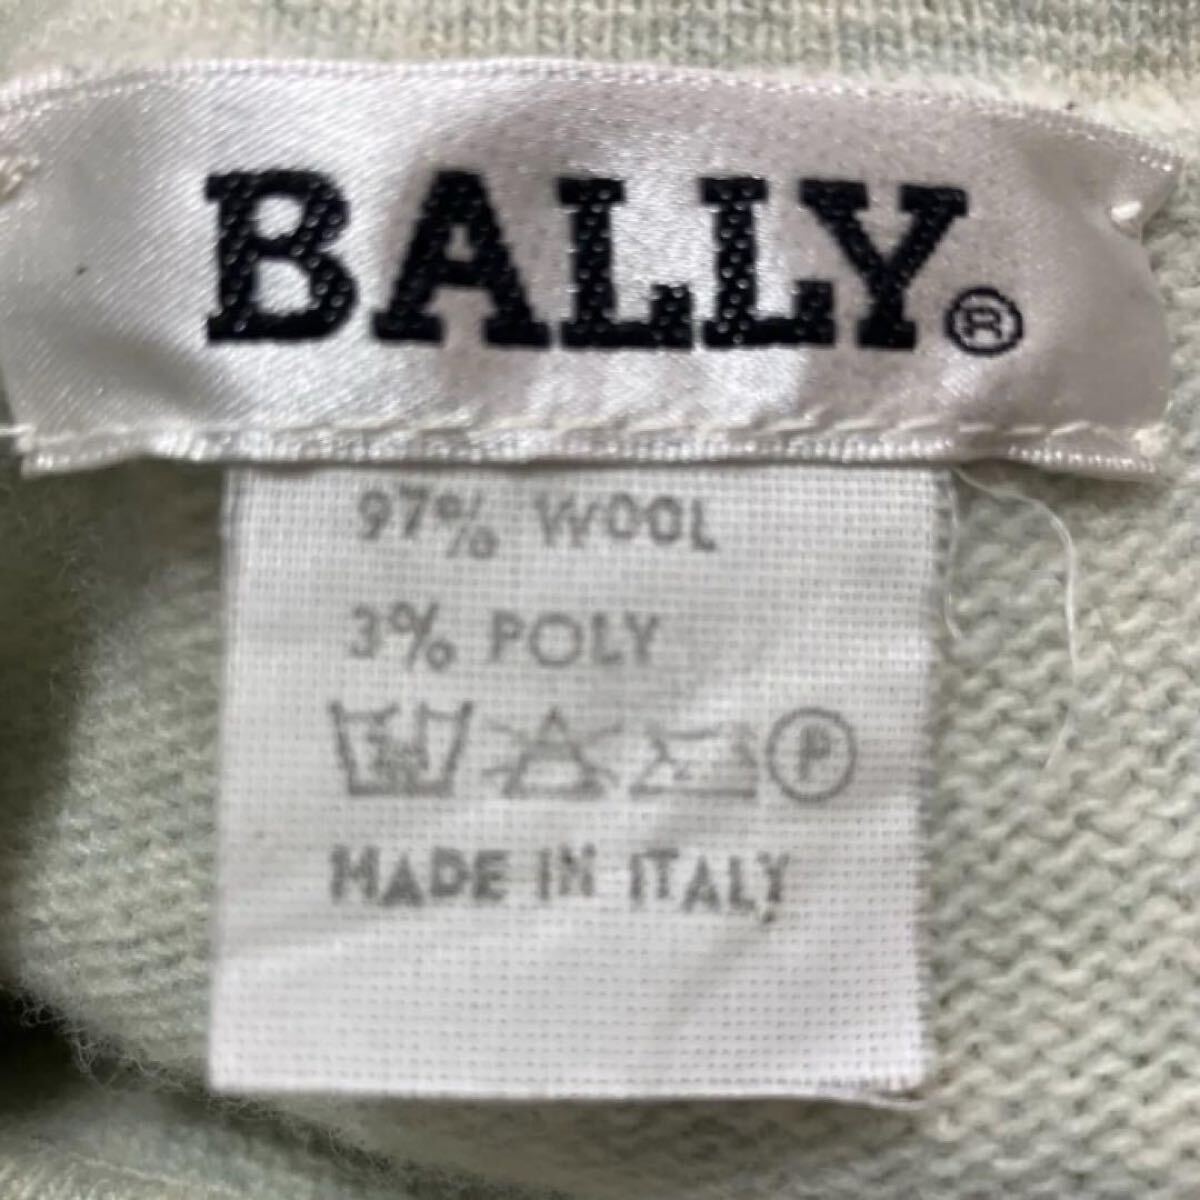 BALLY®
97% WOOL
3% POLY
P
MADE IN ITALY